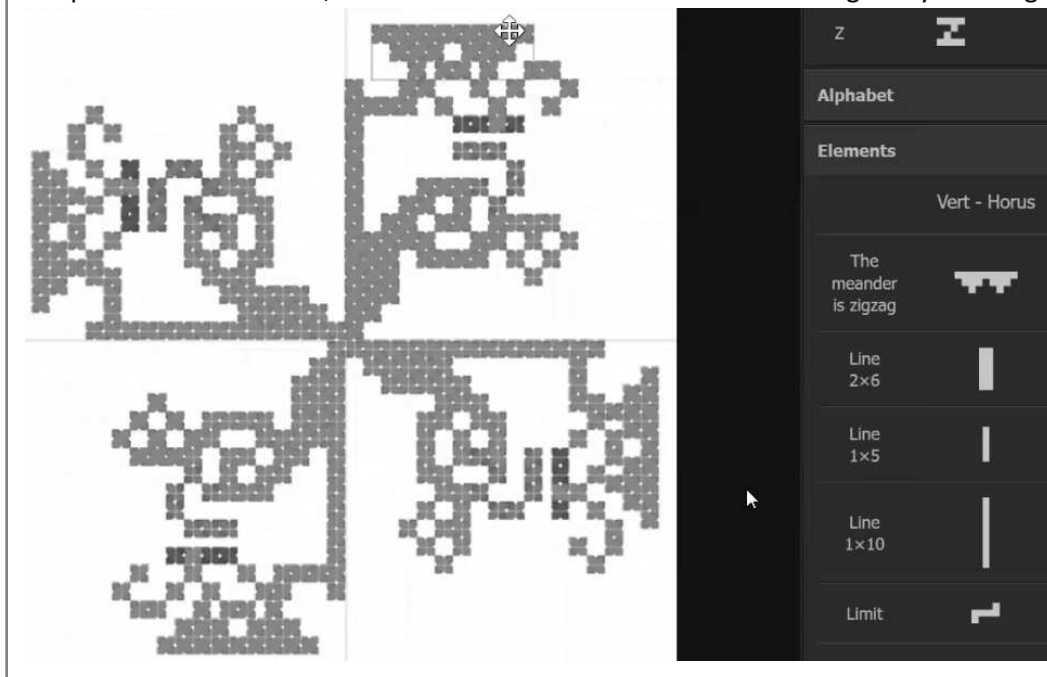 Z
Alphabet
Elements
Vert - Horus
The
meander
is zigzag
Line
2×6
Line
1×5
Line
1×10
Limit